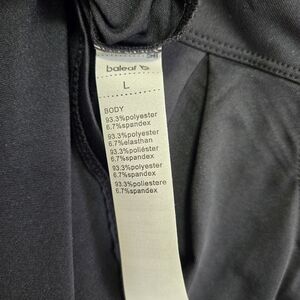 baleaf
L
BODY
93.3%polyester
6.7%spandex
93.3%polyester
6.7%elasthan
93.3%poliéster
6.7%spandex
93.3%polyester
6.7%spandex
93.3%poliestere
6.7%spandex